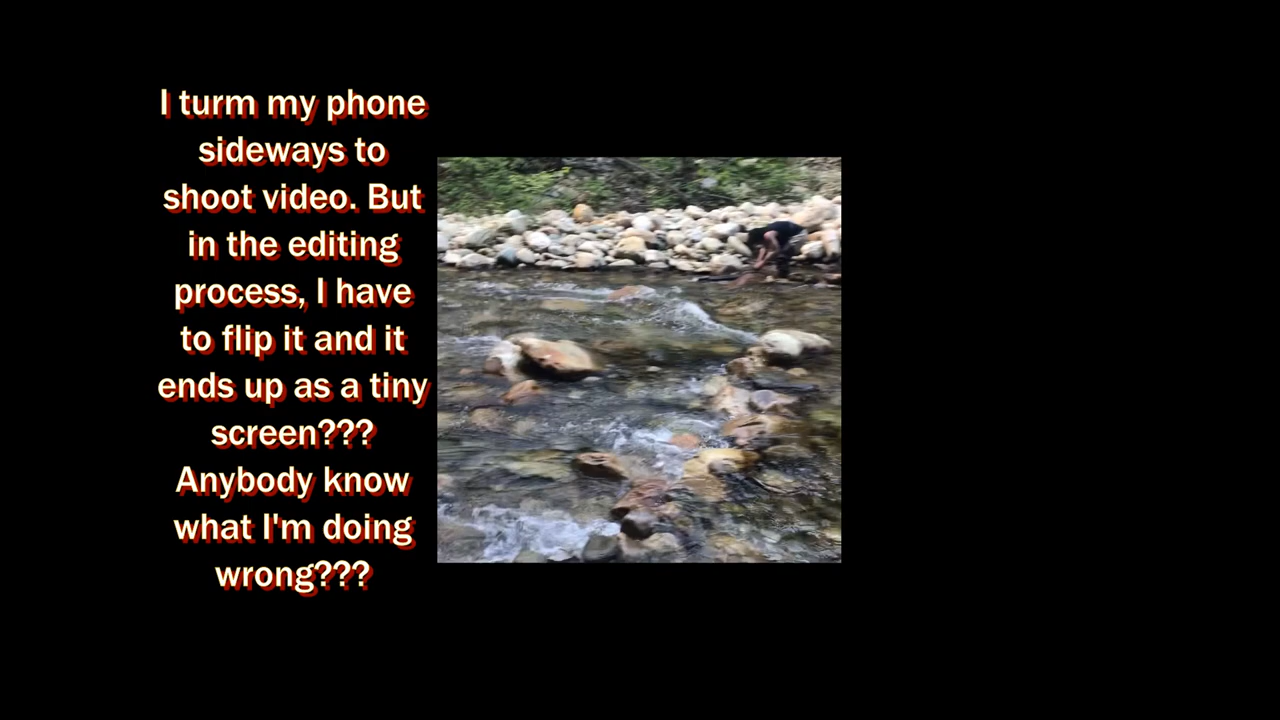 I turm my phone
sideways to
shoot video. But
in the editing
process, I have
to flip it and it
ends up as a tiny
screen???
Anybody know
what I'm doing
wrong???